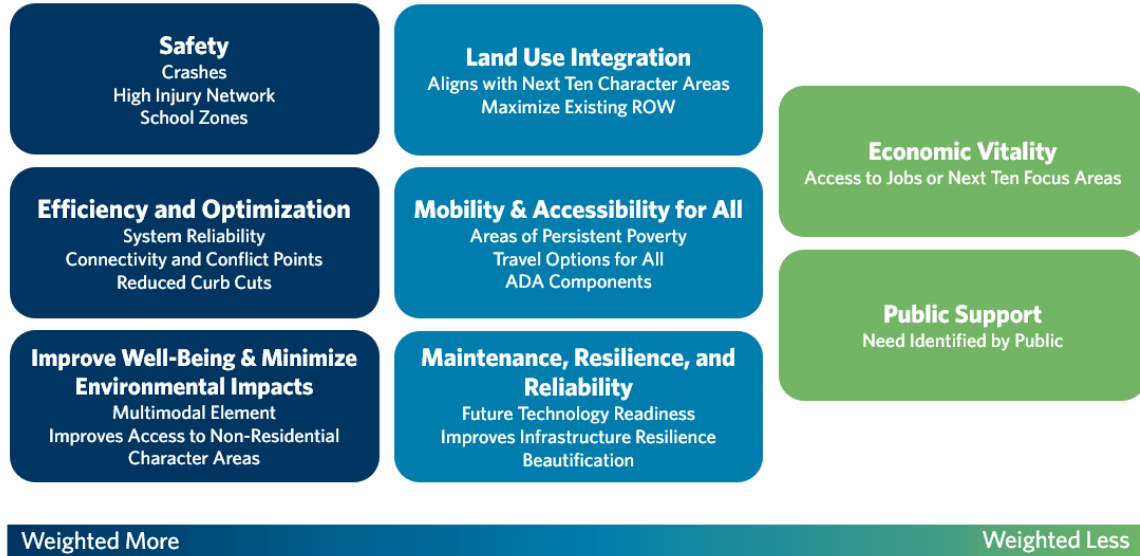 Safety
Crashes
High Injury Network
School Zones
Efficiency and Optimization
System Reliability
Connectivity and Conflict Points
Reduced Curb Cuts
Improve Well-Being & Minimize
Environmental Impacts
Multimodal Element
Improves Access to Non-Residential
Character Areas
Land Use Integration
Aligns with Next Ten Character Areas
Maximize Existing ROW
Mobility & Accessibility for All
Areas of Persistent Poverty
Travel Options for All
ADA Components
Maintenance, Resilience, and
Reliability
Future Technology Readiness
Improves Infrastructure Resilience
Beautification
Economic Vitality
Access to Jobs or Next Ten Focus Areas
Public Support
Need Identified by Public
Weighted More
Weighted Less